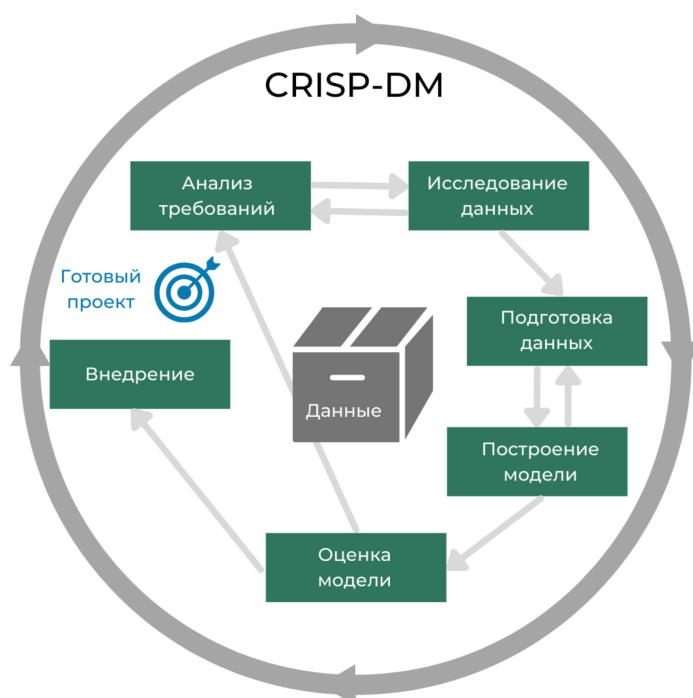 CRISP-DM
Анализ
требований
Исследование
данных
Готовый
проект
Подготовка
данных
Внедрение
Данные
Построение
модели
Оценка
модели